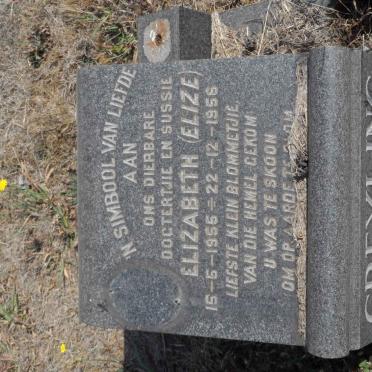 'N SIMBOOL VAN LIEFDE
AAN
ONS DIERBARE
DOGTERTJIE EN SUSSIE
ELIZABETH (ELIZE)
15-5-1956 - 22-12-1956
LIEFSTE KLEIN BLOMMETJIE,
VAN DIE HEMEL GEKOM
U WAS TE SKOON
OM OP AARDE TE
GREYLING